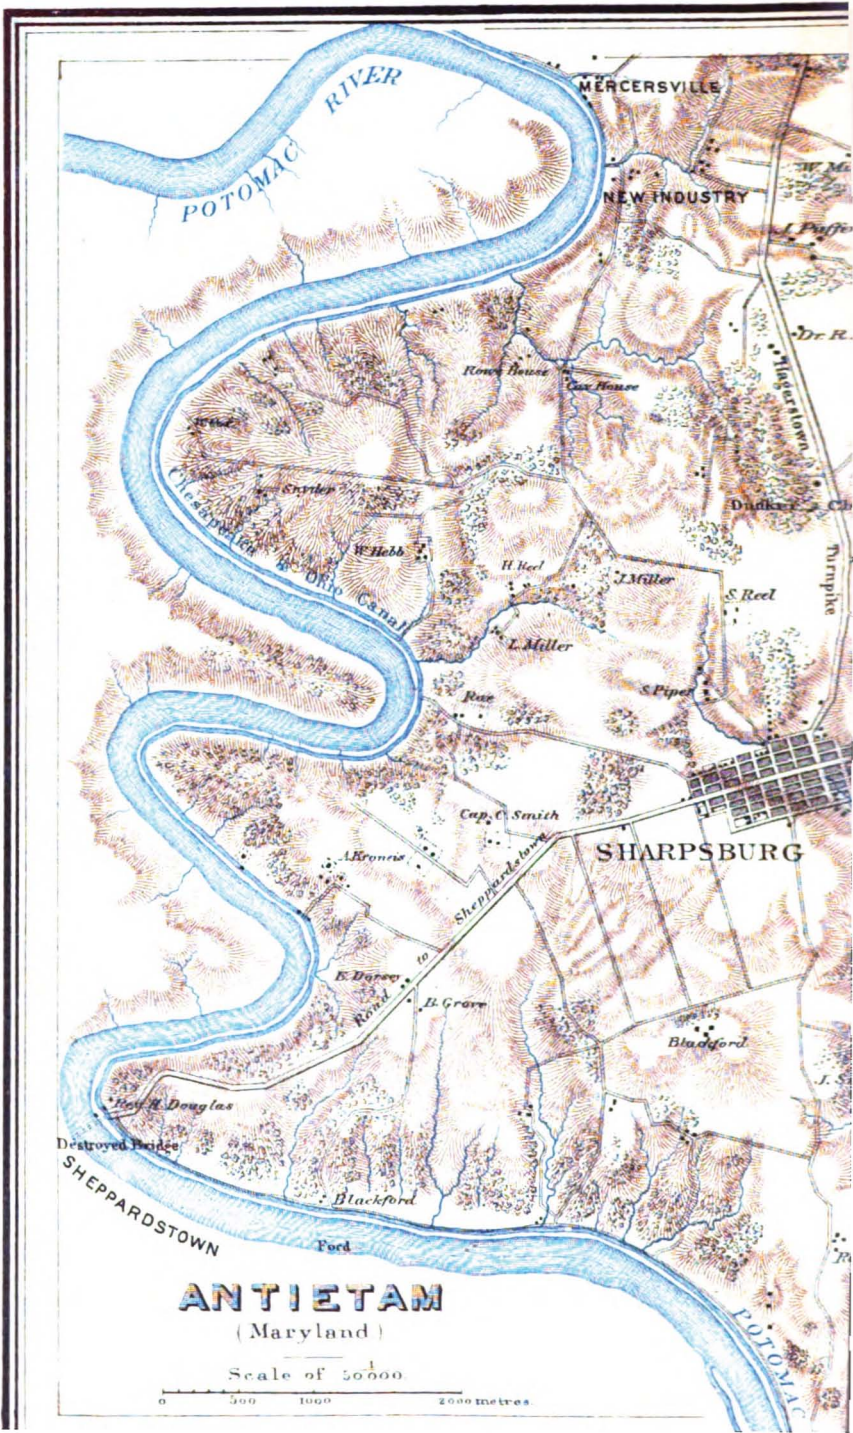 MERCERSVILLE
POTOMAC RIVER
NEW INDUSTRY
Dr. R.
Rowe House
Cox House
Hagerstown
Turnpike
Snyder
Chesapeake & Ohio Canal
W. Hebb
H. Reel
J. Miller
S. Reel
L. Miller
S. Piper
Cap. C. Smith
SHARPSBURG
A. Kroneis
Road to Sheppardstown
E. Dorsey
B. Grove
Blackford
J. S
Rev. R. Douglas
Destroyed Bridge
SHEPPARDSTOWN
Blackford
Ford
POTOMAC
ANTIETAM
(Maryland)
Scale of 1/50000.
0 500 1000 2000 metres.